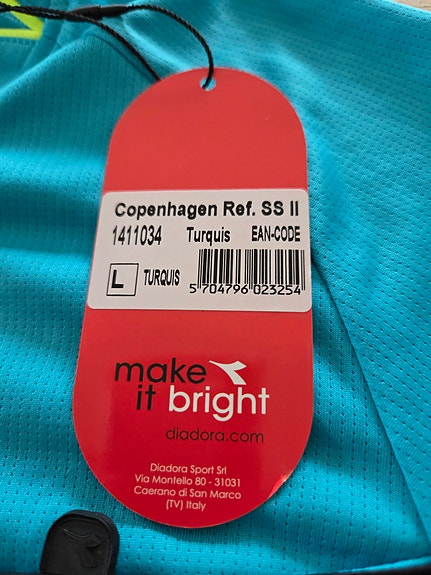 Copenhagen Ref. SS II
1411034 Turquis EAN-CODE
L TURQUIS
5 704796 023254
make
it bright
diadora.com
Diadora Sport Srl
Via Montello 80 - 31031
Caerano di San Marco
(TV) Italy